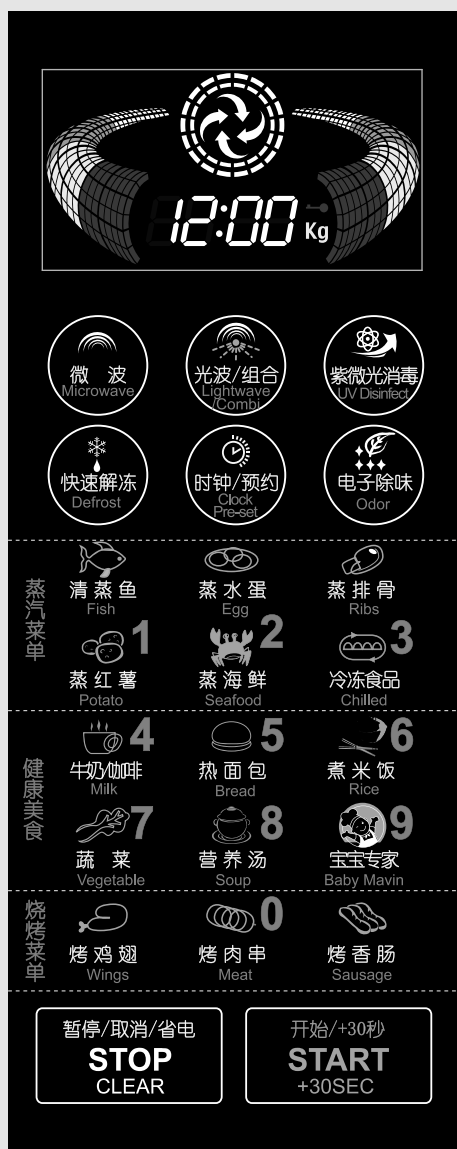 12:00 Kg
微 波
Microwave
光波/组合
Lightwave
/Combi
紫微光消毒
UV Disinfect
快速解冻
Defrost
时钟/预约
Clock
Pre-set
电子除味
Odor
蒸汽菜单
清蒸鱼
Fish
蒸水蛋
Egg
蒸排骨
Ribs
1
蒸红薯
Potato
2
蒸海鲜
Seafood
3
冷冻食品
Chilled
健康美食
4
牛奶/咖啡
Milk
5
热面包
Bread
6
煮米饭
Rice
7
蔬 菜
Vegetable
8
营养汤
Soup
9
宝宝专家
Baby Mavin
烧烤菜单
烤鸡翅
Wings
0
烤肉串
Meat
烤香肠
Sausage
暂停/取消/省电
STOP
CLEAR
开始/+30秒
START
+30SEC